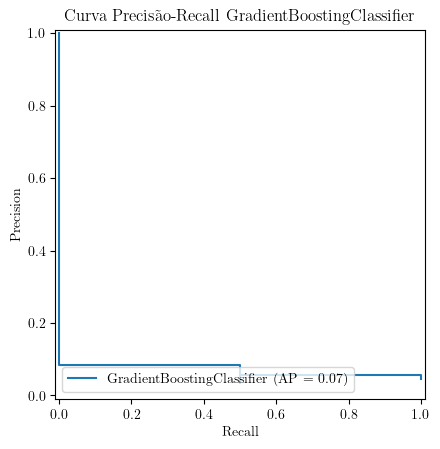 Curva Precisão-Recall GradientBoostingClassifier
1.0
0.8
0.6
0.4
0.2
0.0
Precision
GradientBoostingClassifier (AP = 0.07)
0.0 0.2 0.4 0.6 0.8 1.0
Recall